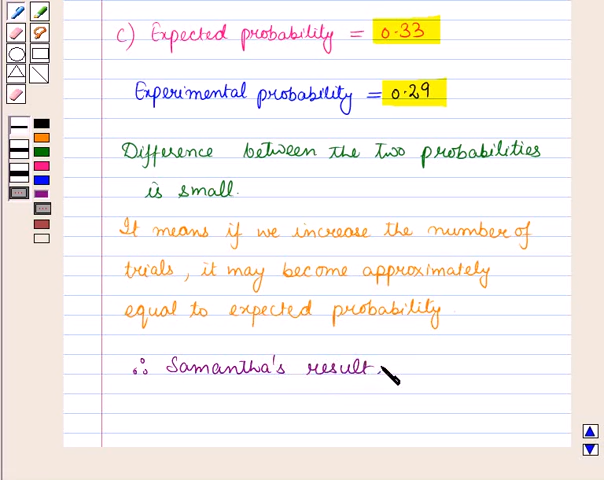 c) Expected probability = 0.33
Experimental probability = 0.29
Difference between the two probabilities
is small.
It means if we increase the number of
trials, it may become approximately
equal to expected probability
∴ Samantha's result